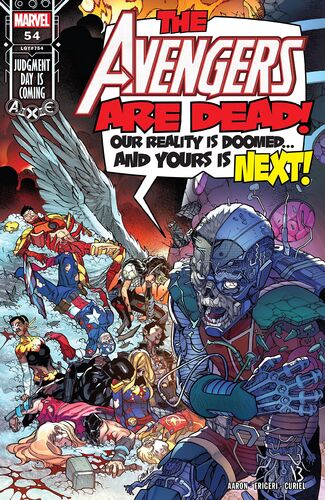 MARVEL
54
LGY#754
JUDGMENT
DAY IS
COMING
A X E
THE
AVENGERS
ARE DEAD!
OUR REALITY IS DOOMED...
AND YOURS IS NEXT!
AARON FRIGERI CURIEL